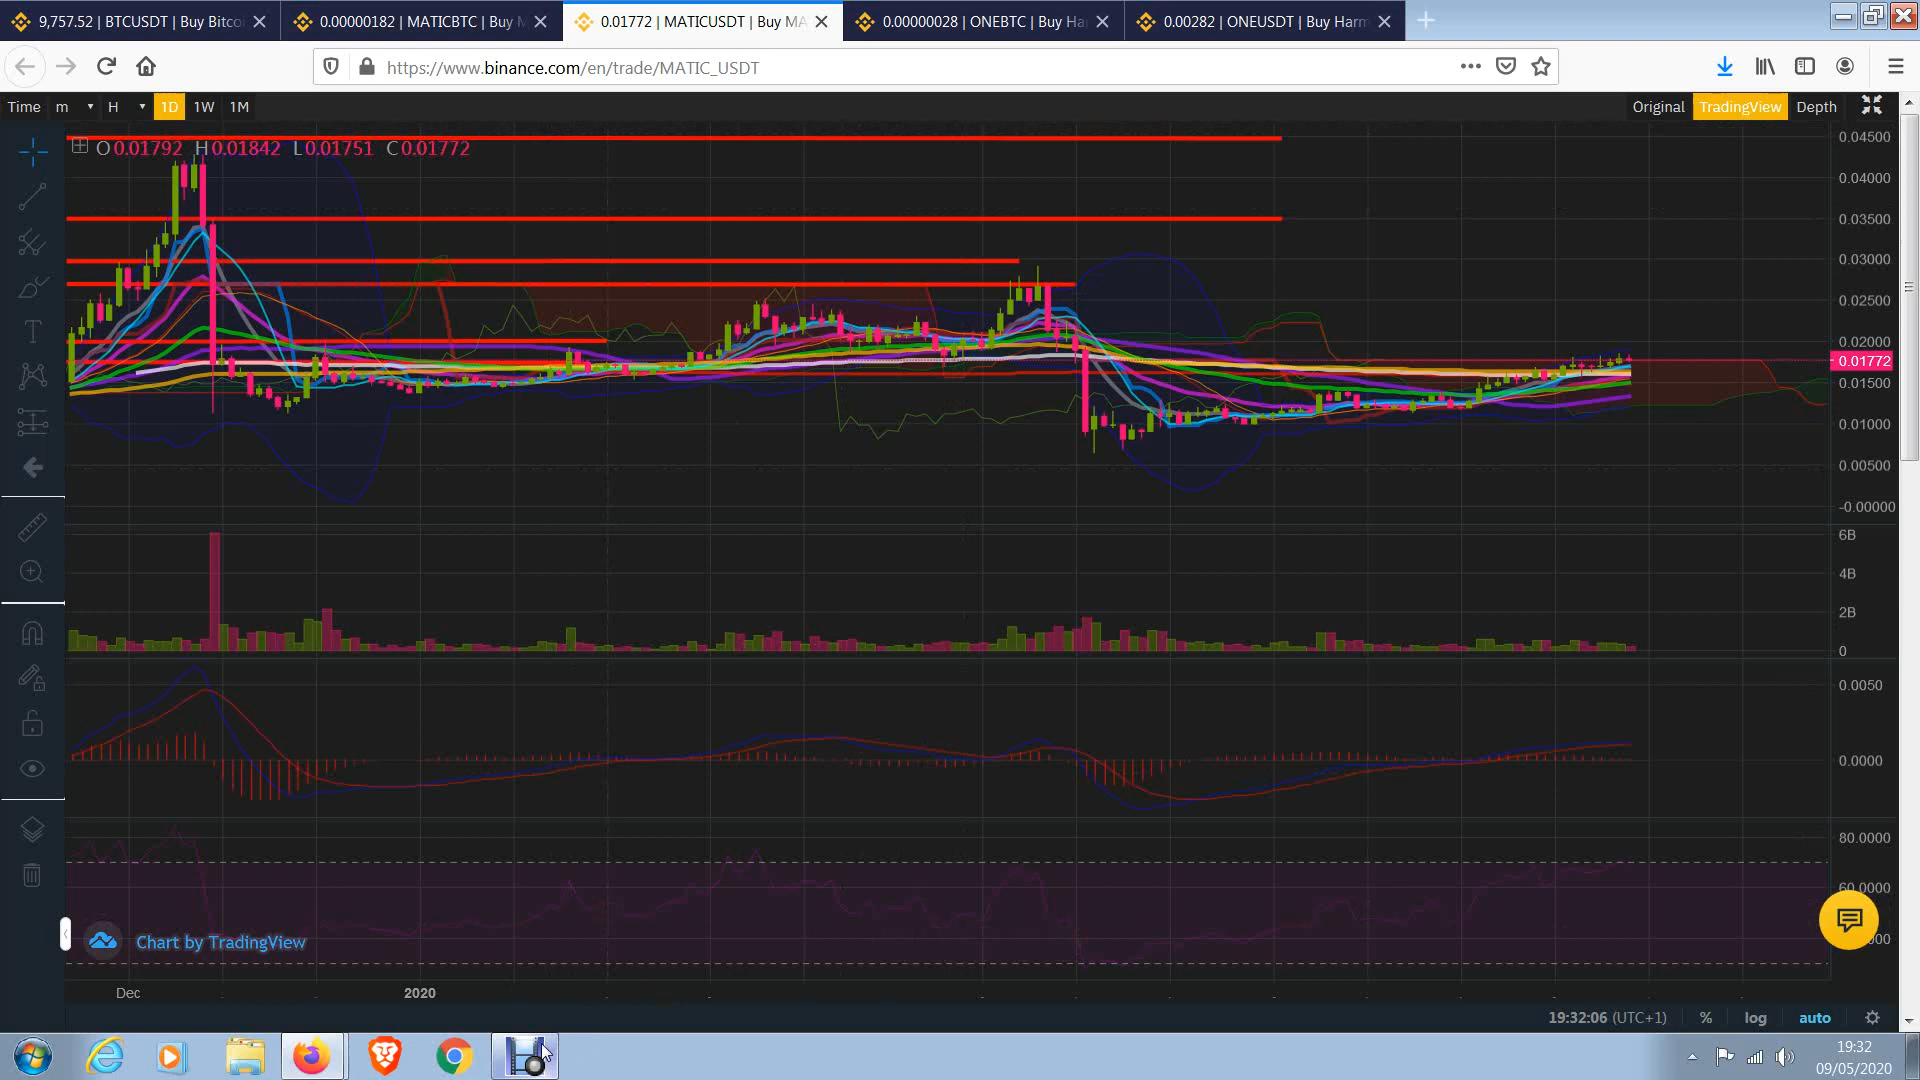 9,757.52 | BTCUSDT | Buy Bitco
0.00000182 | MATICBTC | Buy M
0.01772 | MATICUSDT | Buy MA
0.00000028 | ONEBTC | Buy Ha
0.00282 | ONEUSDT | Buy Harm
https://www.binance.com/en/trade/MATIC_USDT
Time m H 1D 1W 1M
Original TradingView Depth
O0.01792 H0.01842 L0.01751 C0.01772
0.04500
0.04000
0.03500
0.03000
0.02500
0.02000
0.01772
0.01500
0.01000
0.00500
-0.00000
6B
4B
2B
0
0.0050
0.0000
80.0000
60.0000
Chart by TradingView
Dec 2020
19:32:06 (UTC+1) % log auto
19:32
09/05/2020